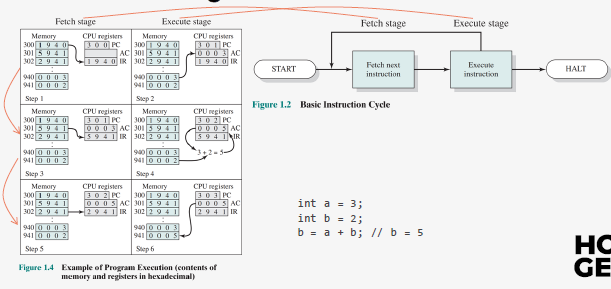 Fetch stage Execute stage
Memory CPU registers
300 1 9 4 0 3 0 0 PC
301 5 9 4 1 AC
302 2 9 4 1 1 9 4 0 IR
940 0 0 0 3
941 0 0 0 2
Step 1
Memory CPU registers
300 1 9 4 0 3 0 1 PC
301 5 9 4 1 0 0 0 3 AC
302 2 9 4 1 1 9 4 0 IR
940 0 0 0 3
941 0 0 0 2
Step 2
Memory CPU registers
300 1 9 4 0 3 0 1 PC
301 5 9 4 1 0 0 0 3 AC
302 2 9 4 1 5 9 4 1 IR
940 0 0 0 3
941 0 0 0 2
Step 3
Memory CPU registers
300 1 9 4 0 3 0 2 PC
301 5 9 4 1 0 0 0 5 AC
302 2 9 4 1 5 9 4 1 IR
940 0 0 0 3
941 0 0 0 2
3 + 2 = 5
Step 4
Memory CPU registers
300 1 9 4 0 3 0 2 PC
301 5 9 4 1 0 0 0 5 AC
302 2 9 4 1 2 9 4 1 IR
940 0 0 0 3
941 0 0 0 2
Step 5
Memory CPU registers
300 1 9 4 0 3 0 3 PC
301 5 9 4 1 0 0 0 5 AC
302 2 9 4 1 2 9 4 1 IR
940 0 0 0 3
941 0 0 0 5
Step 6
Figure 1.4 Example of Program Execution (contents of
memory and registers in hexadecimal)
Fetch stage Execute stage
START
Fetch next
instruction
Execute
instruction
HALT
Figure 1.2 Basic Instruction Cycle
int a = 3;
int b = 2;
b = a + b; // b = 5
HO
GE